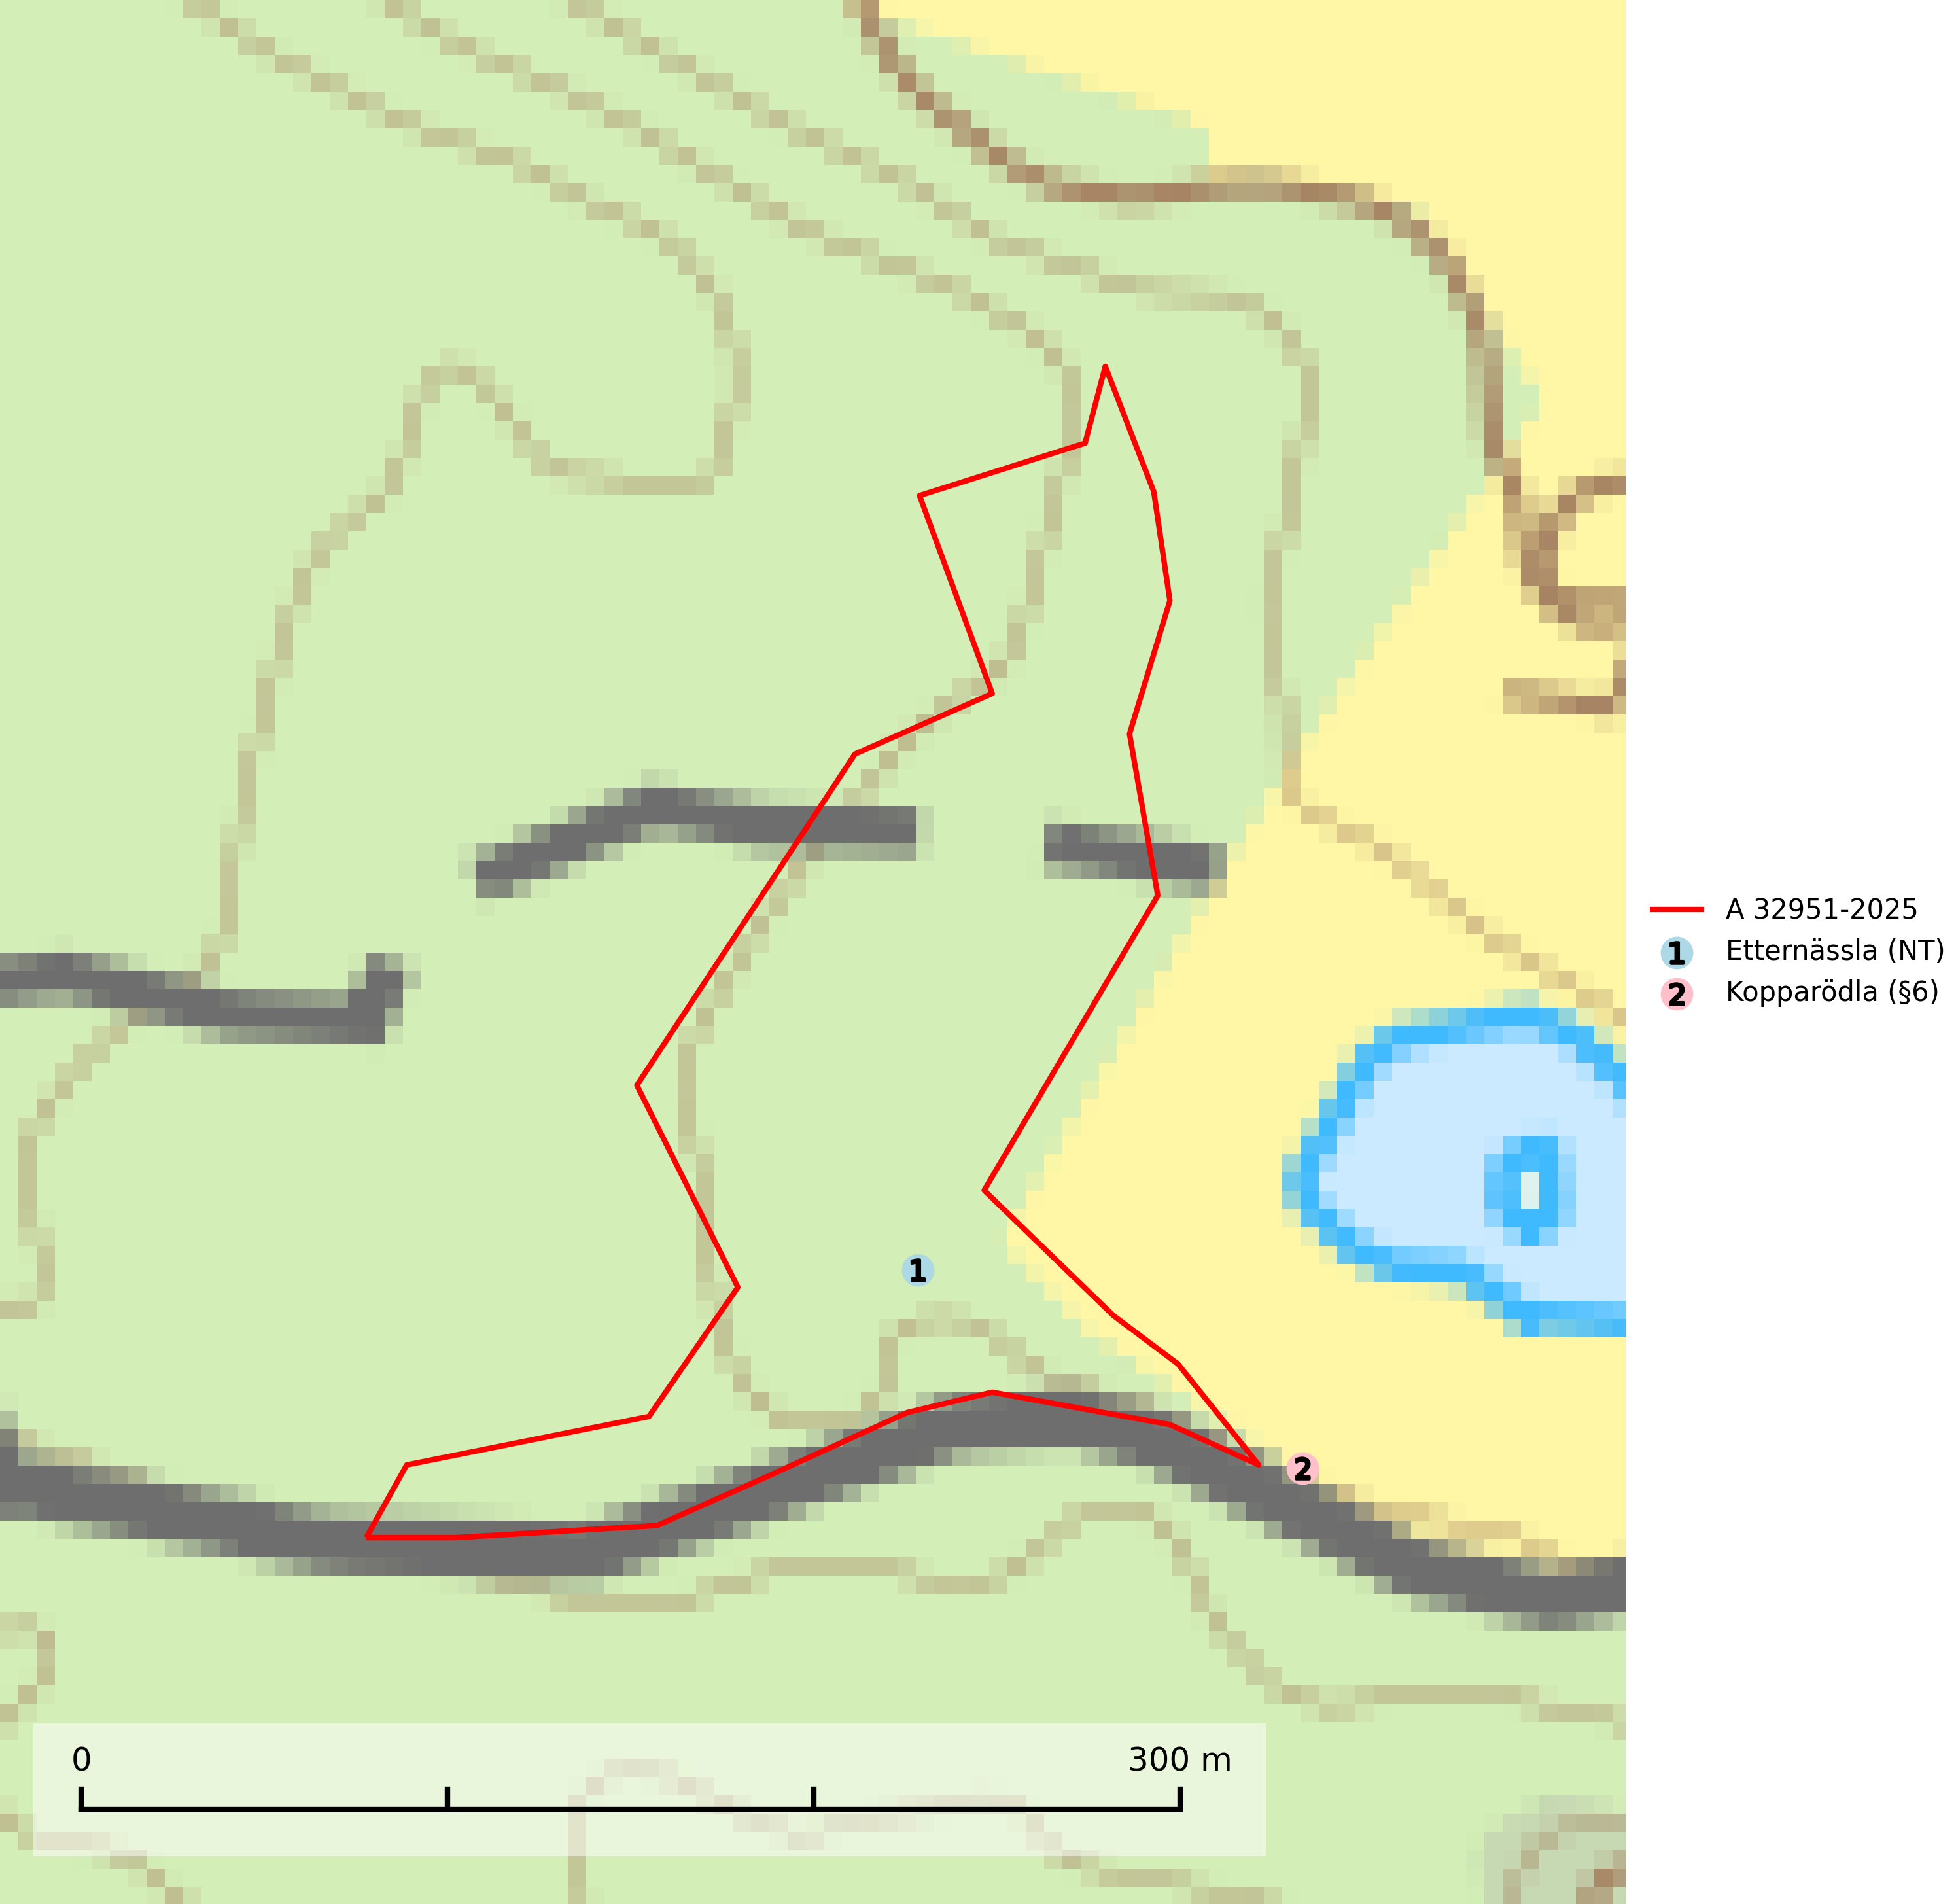 A 32951-2025
1 Etternässla (NT)
2 Kopparödla (§6)
1
2
0 300 m